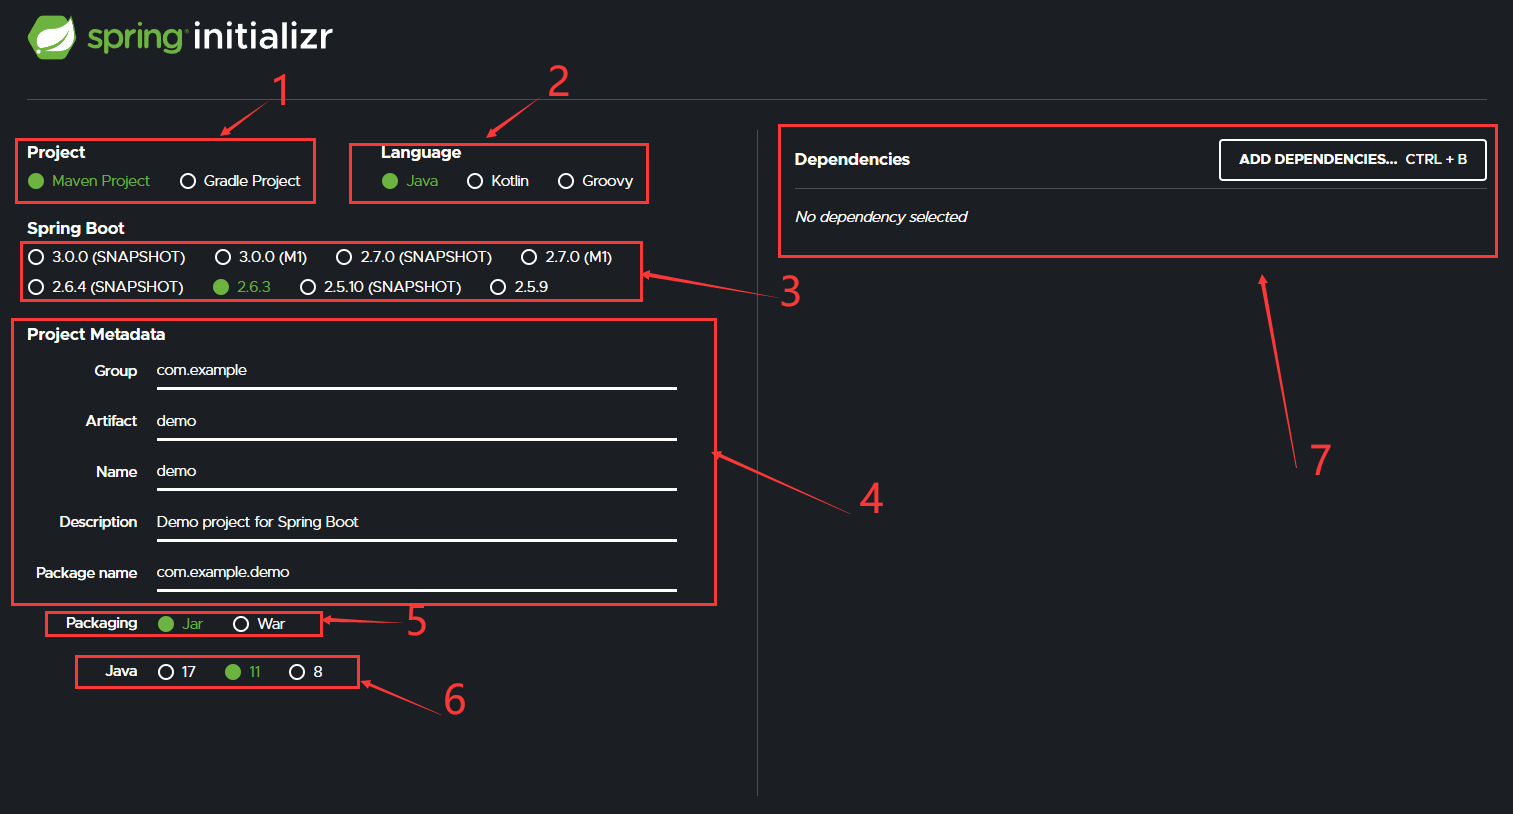 spring initializr
1
2
Project
Maven Project Gradle Project
Language
Java Kotlin Groovy
Spring Boot
3.0.0 (SNAPSHOT) 3.0.0 (M1) 2.7.0 (SNAPSHOT) 2.7.0 (M1)
2.6.4 (SNAPSHOT) 2.6.3 2.5.10 (SNAPSHOT) 2.5.9
3
Project Metadata
Group com.example
Artifact demo
Name demo
Description Demo project for Spring Boot
Package name com.example.demo
4
Packaging Jar War
5
Java 17 11 8
6
Dependencies
ADD DEPENDENCIES... CTRL + B
No dependency selected
7